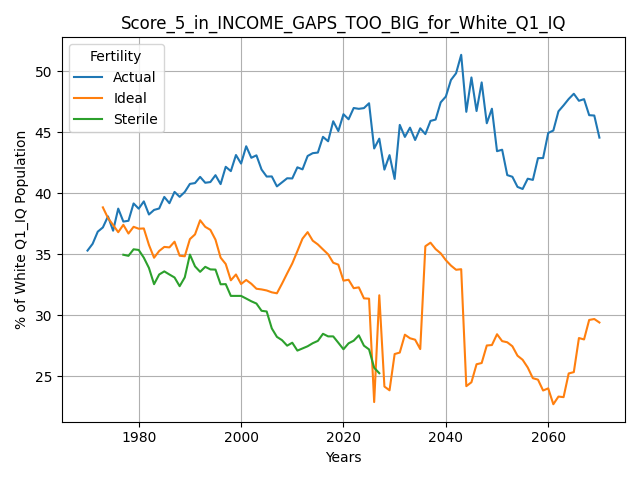 Score_5_in_INCOME_GAPS_TOO_BIG_for_White_Q1_IQ
Fertility
Actual
Ideal
Sterile
% of White Q1_IQ Population
50
45
40
35
30
25
1980
2000
2020
2040
2060
Years